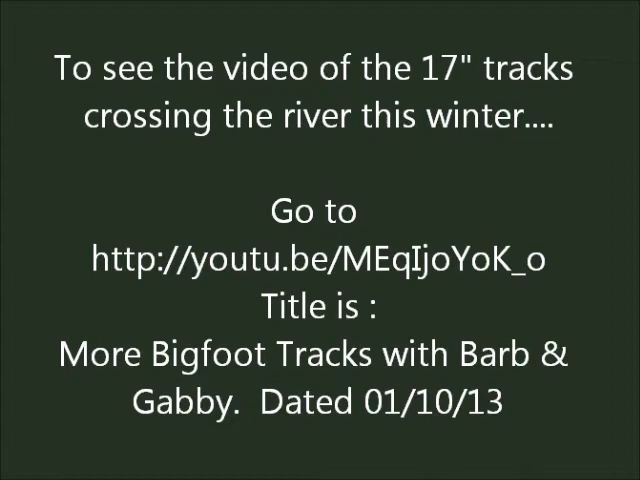 To see the video of the 17" tracks
crossing the river this winter....
Go to
http://youtu.be/MEqIjoYoK_o
Title is :
More Bigfoot Tracks with Barb &
Gabby.  Dated 01/10/13